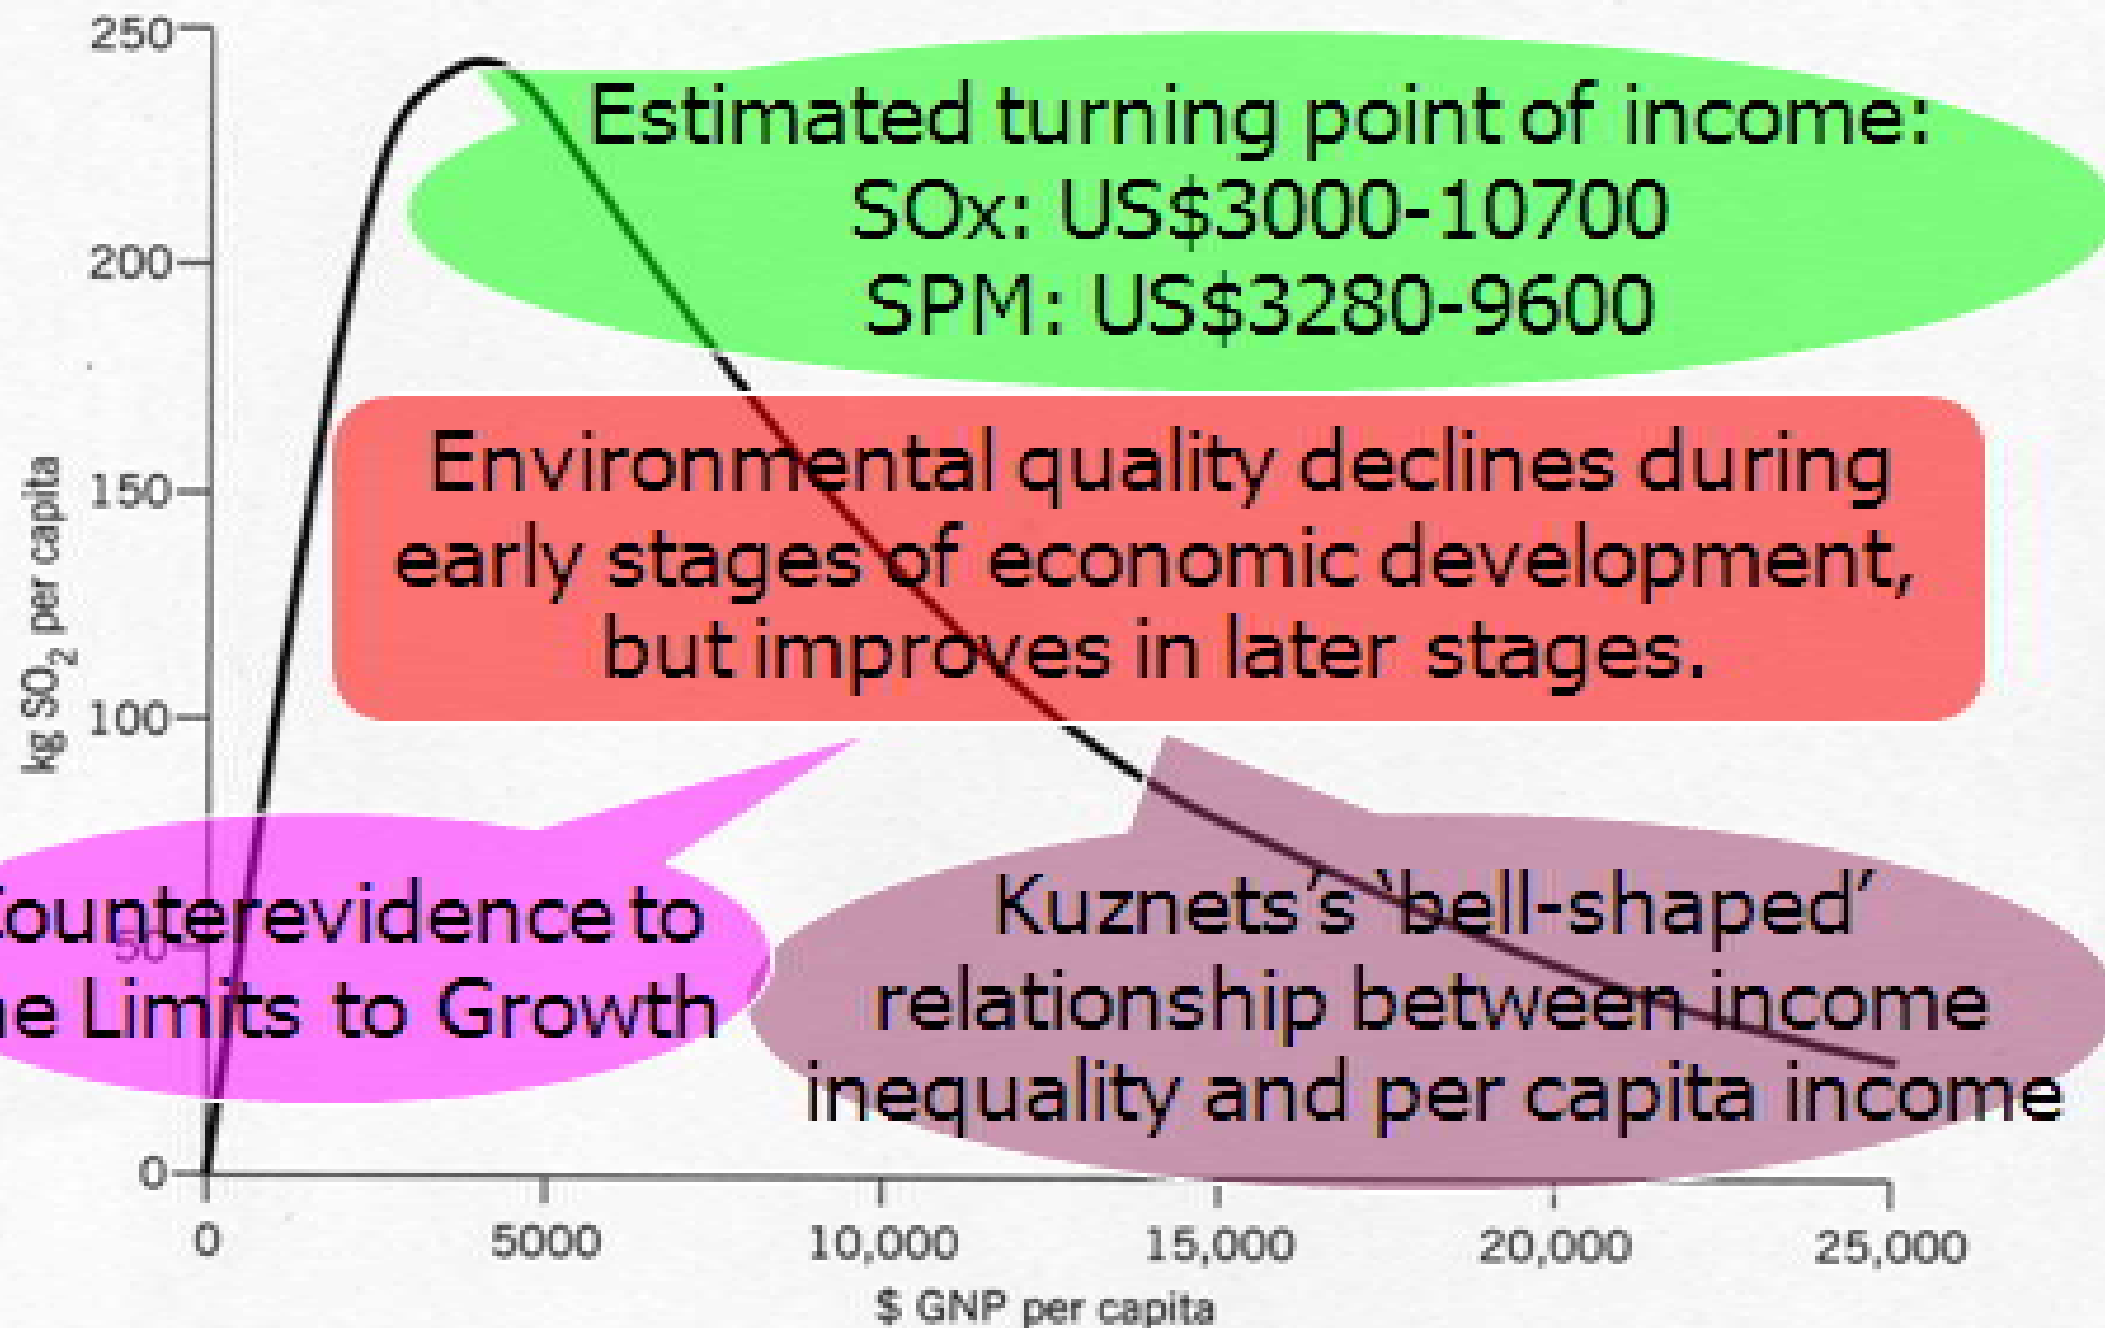 250
Estimated turning point of income:
SOx: US$3000-10700
SPM: US$3280-9600
200
Environmental quality declines during
early stages of economic development,
but improves in later stages.
150
100
kg SO₂ per capita
Kuznets's ‘bell-shaped’
relationship between income
inequality and per capita income
ounterevidence to
50
e Limits to Growth
0
0 5000 10,000 15,000 20,000 25,000
$ GNP per capita